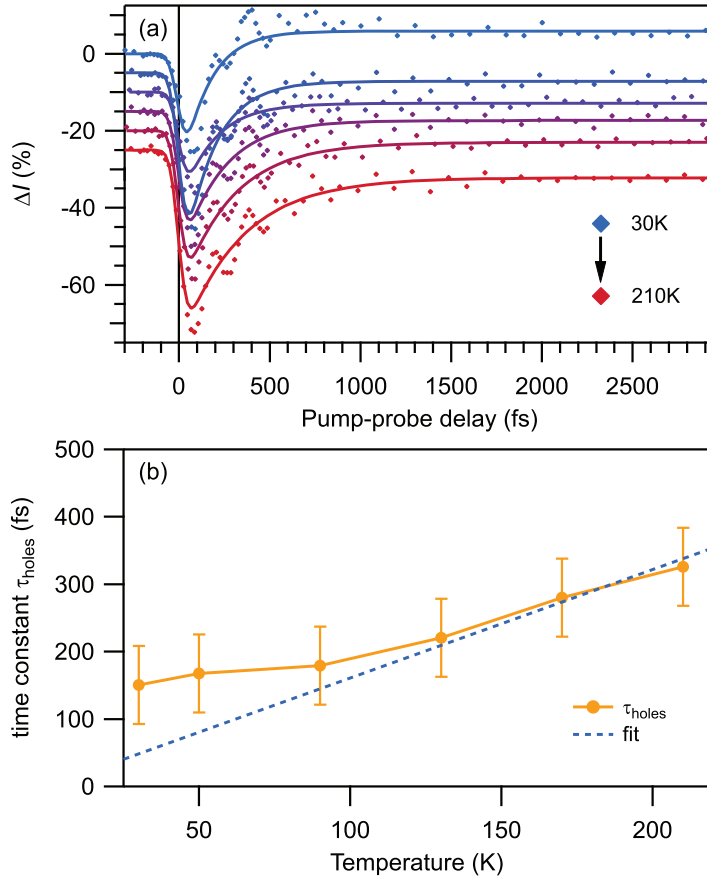 (a)
0
-20
-40
-60
ΔI (%)
30K
210K
0
500
1000
1500
2000
2500
Pump-probe delay (fs)
(b)
500
400
300
200
100
0
time constant τholes (fs)
τholes
fit
50
100
150
200
Temperature (K)